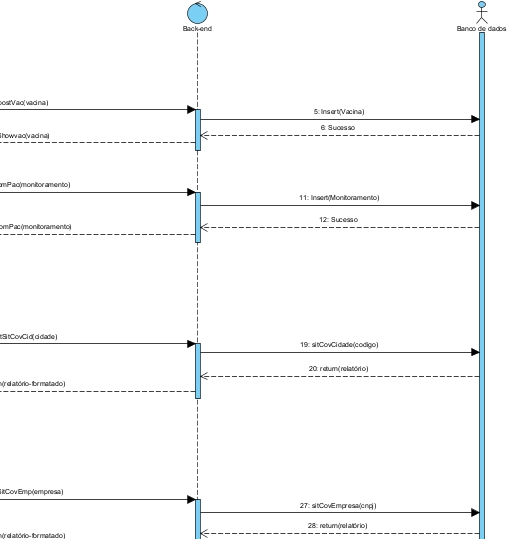 Back-end
Banco de dados
postVac(vacina)
5: Insert(Vacina)
6: Sucesso
Showvac(vacina)
omPac(monitoramento)
11: Insert(Monitoramento)
12: Sucesso
omPac(monitoramento)
tSitCovCid(cidade)
19: sitCovCidade(codigo)
20: return(relatório)
n(relatório-formatado)
sitCovEmp(empresa)
27: sitCovEmpresa(cnpj)
28: return(relatório)
n(relatório-formatado)